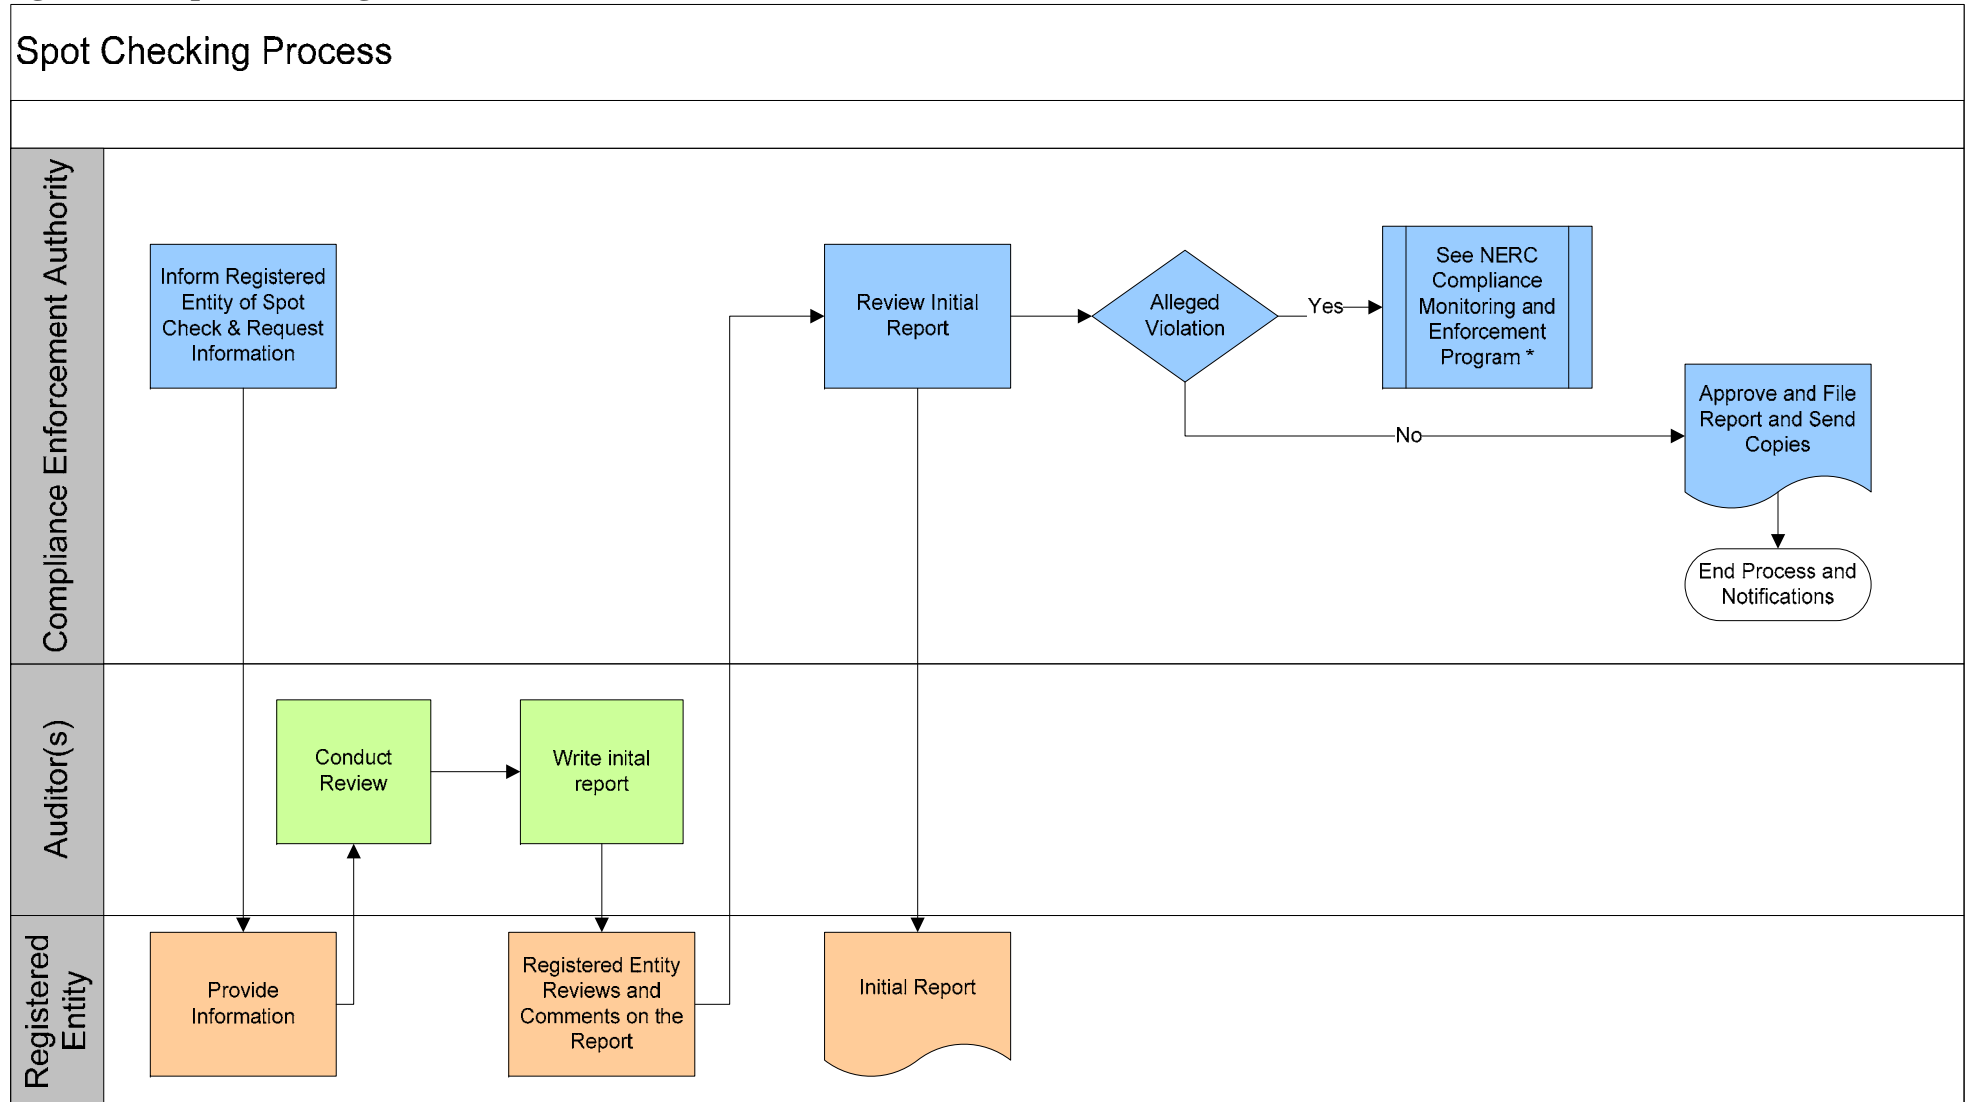 Spot Checking Process
Compliance Enforcement Authority
Inform Registered
Entity of Spot
Check & Request
Information
Review Initial
Report
Alleged
Violation
Yes
See NERC
Compliance
Monitoring and
Enforcement
Program *
No
Approve and File
Report and Send
Copies
End Process and
Notifications
Auditor(s)
Conduct
Review
Write inital
report
Registered
Entity
Provide
Information
Registered Entity
Reviews and
Comments on the
Report
Initial Report